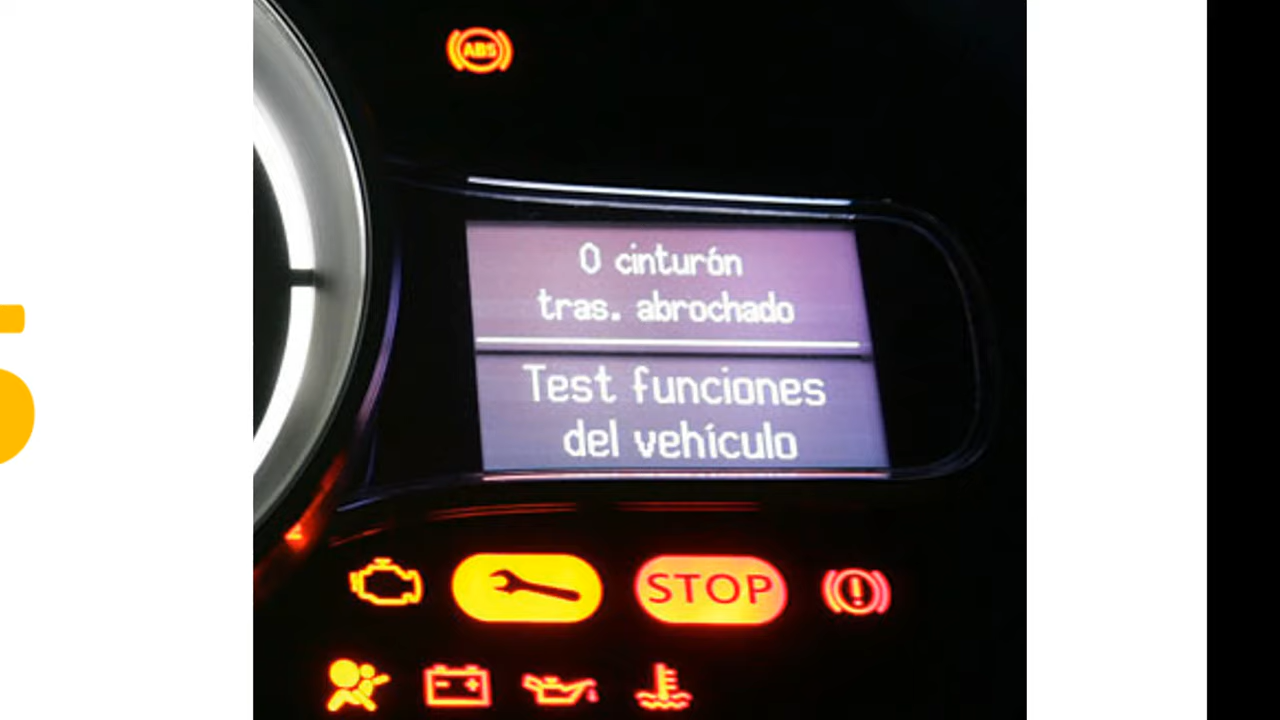 ABS
0 cinturón
tras. abrochado
Test funciones
del vehículo
STOP